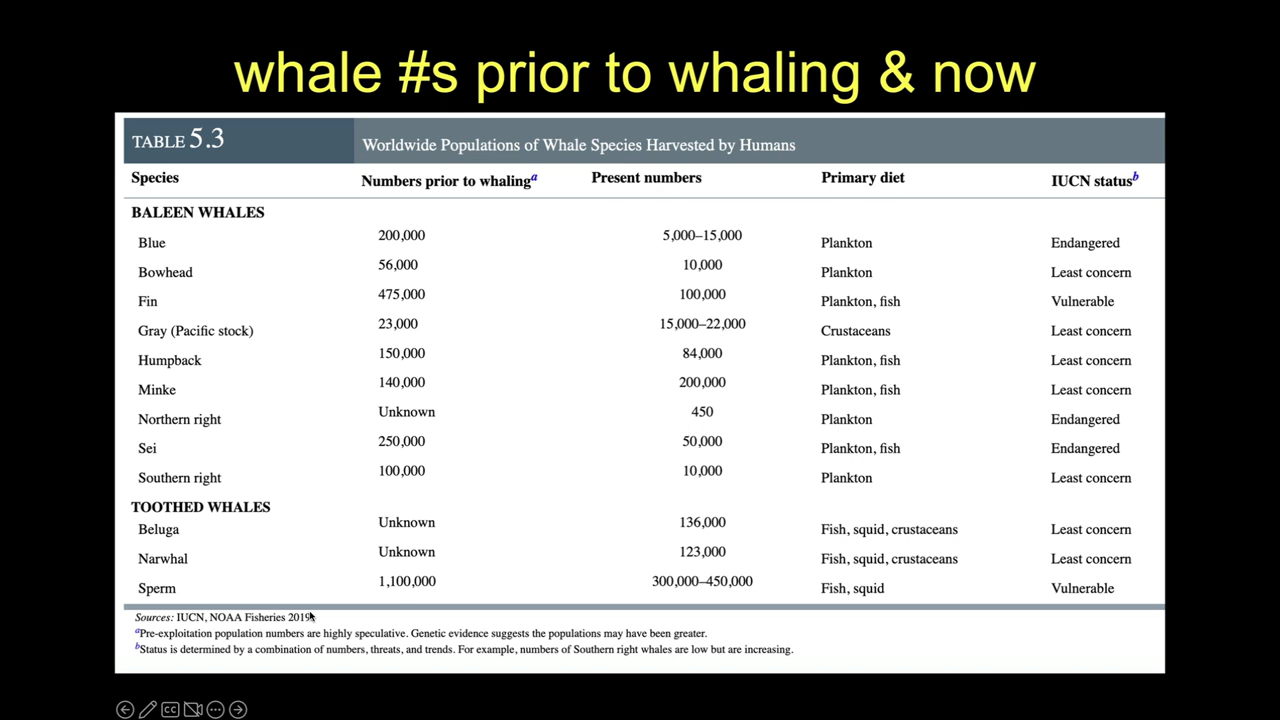 whale #s prior to whaling & now
TABLE 5.3 Worldwide Populations of Whale Species Harvested by Humans
Species Numbers prior to whalingᵃ Present numbers Primary diet IUCN statusᵇ
BALEEN WHALES
Blue 200,000 5,000–15,000 Plankton Endangered
Bowhead 56,000 10,000 Plankton Least concern
Fin 475,000 100,000 Plankton, fish Vulnerable
Gray (Pacific stock) 23,000 15,000–22,000 Crustaceans Least concern
Humpback 150,000 84,000 Plankton, fish Least concern
Minke 140,000 200,000 Plankton, fish Least concern
Northern right Unknown 450 Plankton Endangered
Sei 250,000 50,000 Plankton, fish Endangered
Southern right 100,000 10,000 Plankton Least concern
TOOTHED WHALES
Beluga Unknown 136,000 Fish, squid, crustaceans Least concern
Narwhal Unknown 123,000 Fish, squid, crustaceans Least concern
Sperm 1,100,000 300,000–450,000 Fish, squid Vulnerable
Sources: IUCN, NOAA Fisheries 2019.
ᵃPre-exploitation population numbers are highly speculative. Genetic evidence suggests the populations may have been greater.
ᵇStatus is determined by a combination of numbers, threats, and trends. For example, numbers of Southern right whales are low but are increasing.
CC